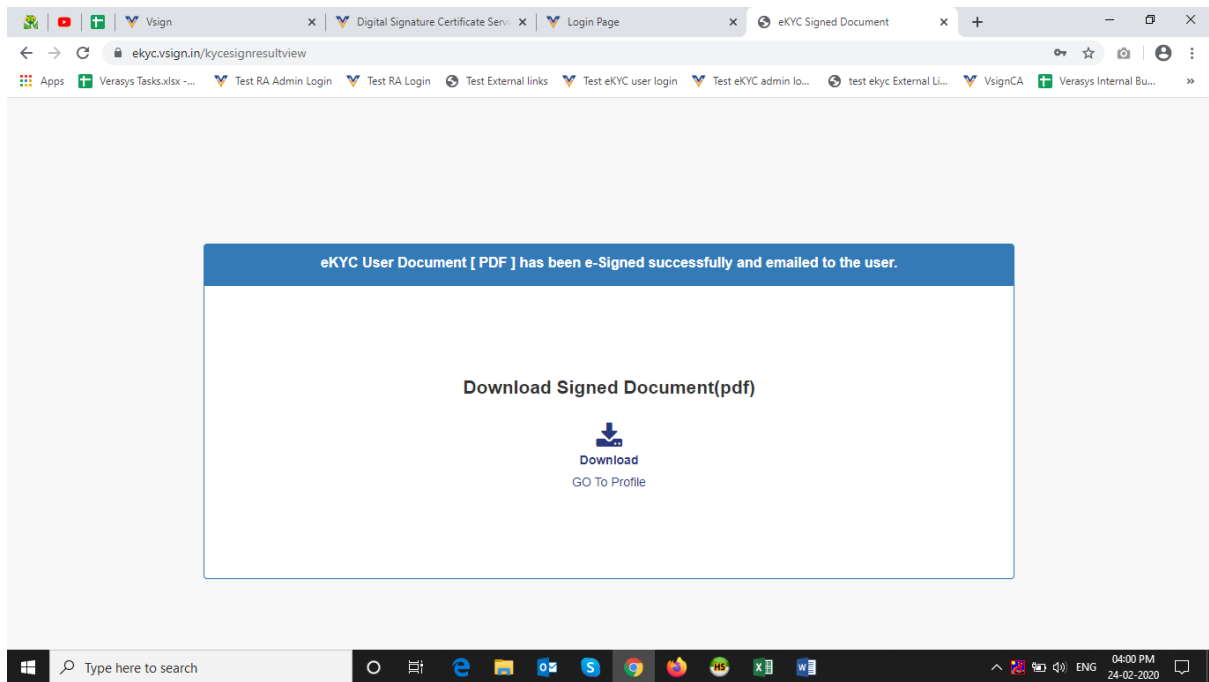 Vsign
Digital Signature Certificate Servi
Login Page
eKYC Signed Document
ekyc.vsign.in/kycesignresultview
Apps
Verasys Tasks.xlsx -...
Test RA Admin Login
Test RA Login
Test External links
Test eKYC user login
Test eKYC admin lo...
test ekyc External Li...
VsignCA
Verasys Internal Bu...
»
eKYC User Document [ PDF ] has been e-Signed successfully and emailed to the user.
Download Signed Document(pdf)
Download
GO To Profile
Type here to search
HS
ENG
04:00 PM
24-02-2020